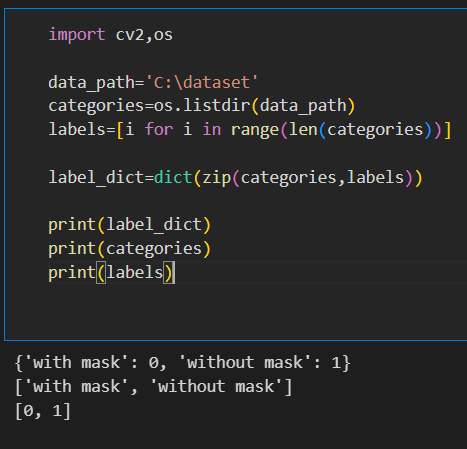 import cv2,os
data_path='C:\dataset'
categories=os.listdir(data_path)
labels=[i for i in range(len(categories))]
label_dict=dict(zip(categories,labels))
print(label_dict)
print(categories)
print(labels)
{'with mask': 0, 'without mask': 1}
['with mask', 'without mask']
[0, 1]